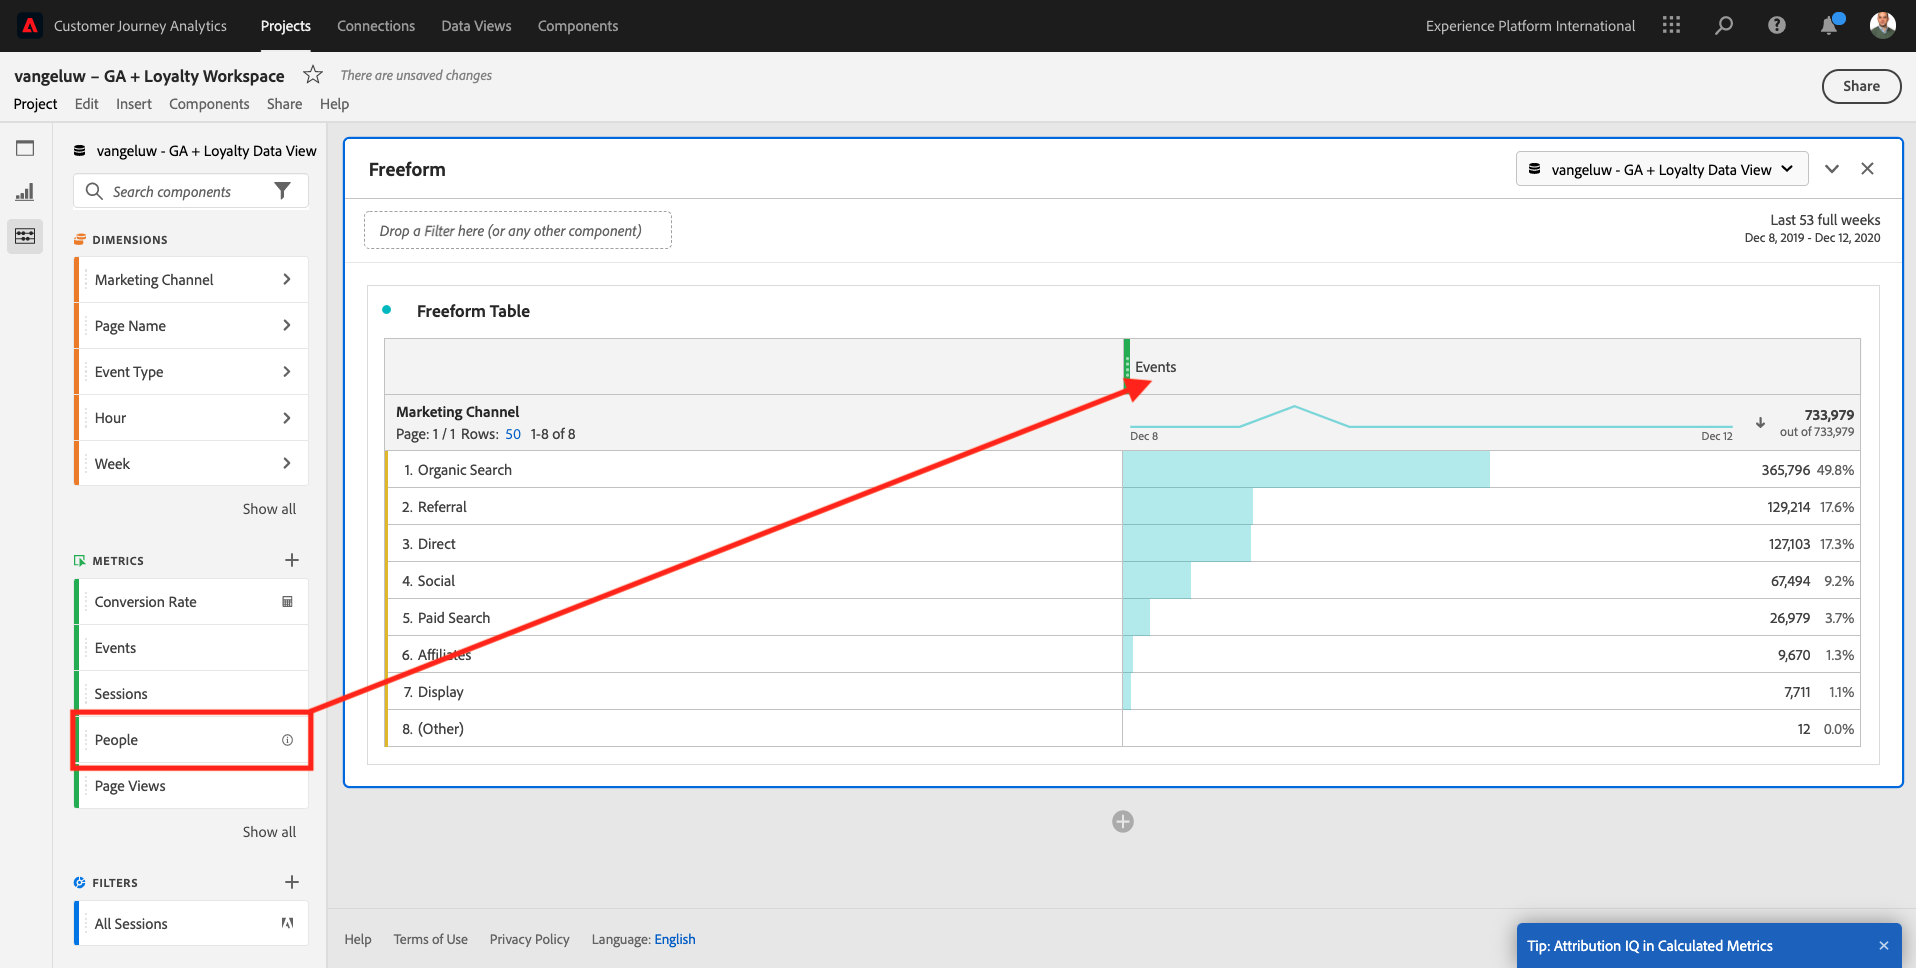 Customer Journey Analytics Projects Connections Data Views Components Experience Platform International
vangeluw – GA + Loyalty Workspace There are unsaved changes
Project Edit Insert Components Share Help
Share
vangeluw - GA + Loyalty Data View
Search components
DIMENSIONS
Marketing Channel
Page Name
Event Type
Hour
Week
Show all
METRICS
Conversion Rate
Events
Sessions
People
Page Views
Show all
FILTERS
All Sessions
Freeform
vangeluw - GA + Loyalty Data View
Drop a Filter here (or any other component)
Last 53 full weeks
Dec 8, 2019 - Dec 12, 2020
Freeform Table
Events
Marketing Channel
Page: 1 / 1 Rows: 50 1-8 of 8
Dec 8 Dec 12
733,979
out of 733,979
1. Organic Search 365,796 49.8%
2. Referral 129,214 17.6%
3. Direct 127,103 17.3%
4. Social 67,494 9.2%
5. Paid Search 26,979 3.7%
6. Affiliates 9,670 1.3%
7. Display 7,711 1.1%
8. (Other) 12 0.0%
Help Terms of Use Privacy Policy Language: English
Tip: Attribution IQ in Calculated Metrics